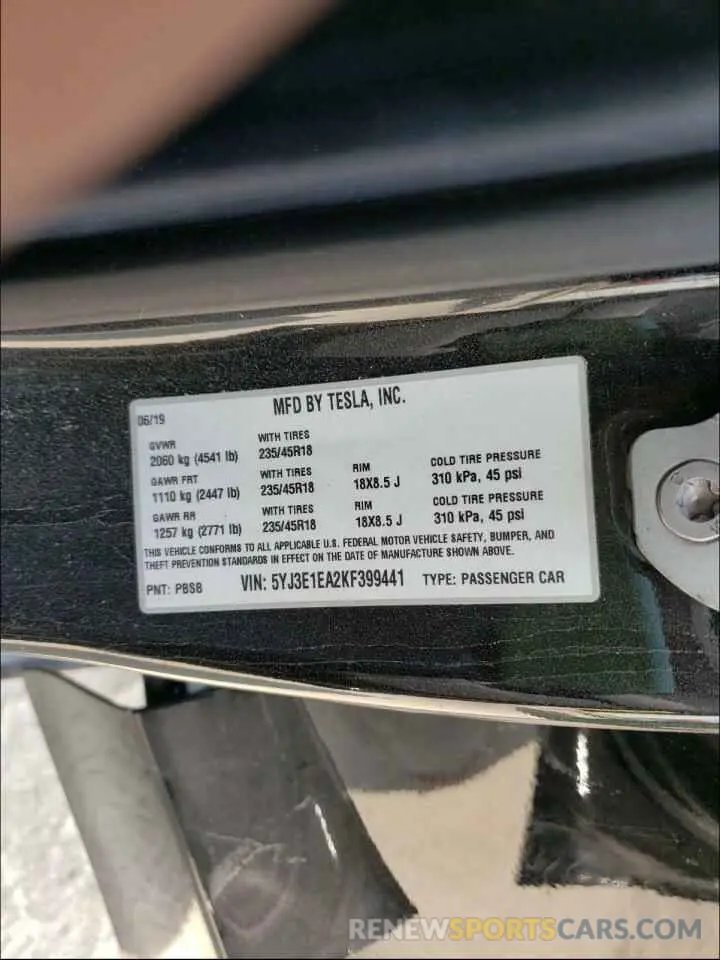 MFD BY TESLA, INC.
06/19
GVWR WITH TIRES
2060 kg (4541 lb) 235/45R18
GAWR FRT WITH TIRES RIM COLD TIRE PRESSURE
1110 kg (2447 lb) 235/45R18 18X8.5 J 310 kPa, 45 psi
GAWR RR WITH TIRES RIM COLD TIRE PRESSURE
1257 kg (2771 lb) 235/45R18 18X8.5 J 310 kPa, 45 psi
THIS VEHICLE CONFORMS TO ALL APPLICABLE U.S. FEDERAL MOTOR VEHICLE SAFETY, BUMPER, AND
THEFT PREVENTION STANDARDS IN EFFECT ON THE DATE OF MANUFACTURE SHOWN ABOVE.
PNT: PBSB VIN: 5YJ3E1EA2KF399441 TYPE: PASSENGER CAR
RENEWSPORTSCARS.COM